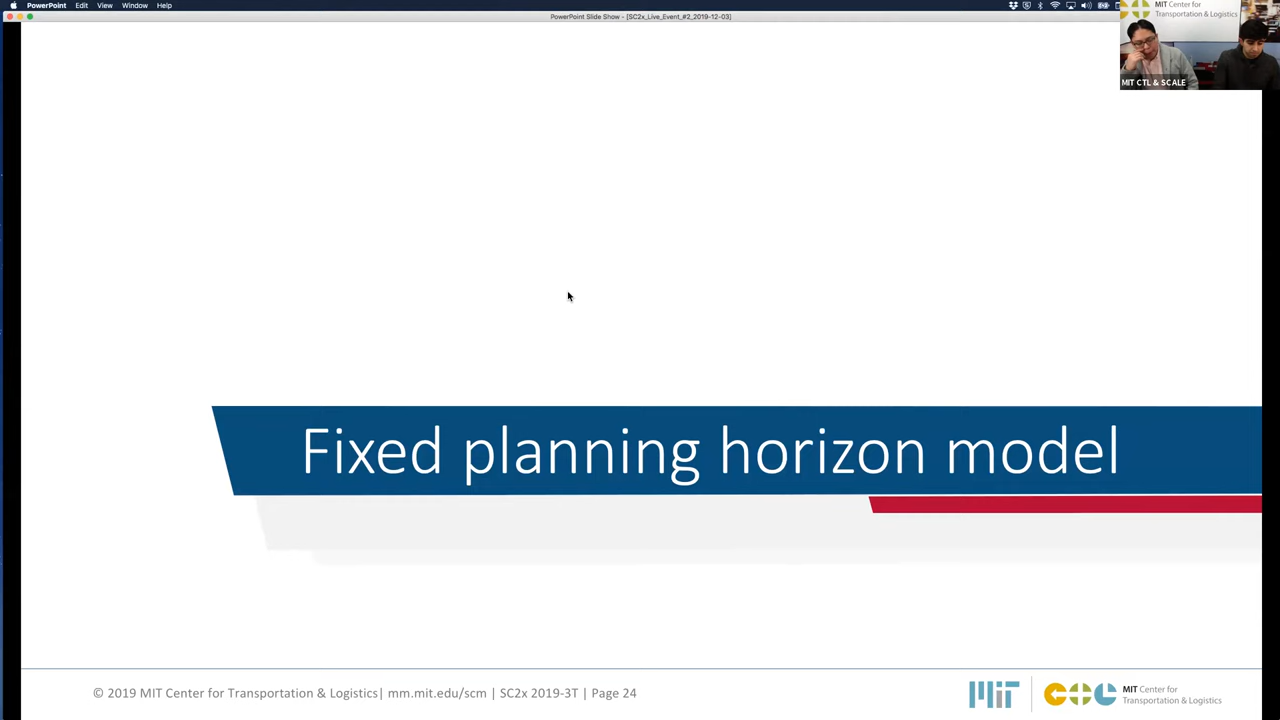 PowerPoint Edit View Window Help
PowerPoint Slide Show - [SC2x_Live_Event_#2_2019-12-03]
MIT Center for
Transportation & Logistics
MIT CTL & SCALE
Fixed planning horizon model
© 2019 MIT Center for Transportation & Logistics| mm.mit.edu/scm | SC2x 2019-3T | Page 24
MIT
CTL
MIT Center for
Transportation & Logistics